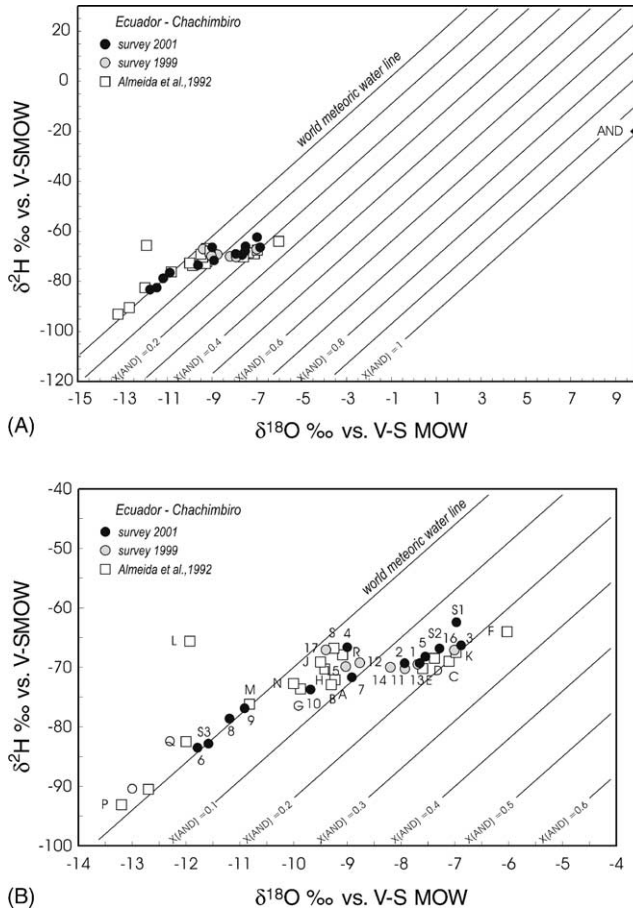 Ecuador - Chachimbiro
survey 2001
survey 1999
Almeida et al.,1992
world meteoric water line
AND
X(AND) =0.2
X(AND) =0.4
X(AND) =0.6
X(AND) =0.8
X(AND) =1
20
0
-20
-40
-60
-80
-100
-120
δ²H ‰ vs. V-SMOW
-15 -13 -11 -9 -7 -5 -3 -1 1 3 5 7 9
(A)
δ¹⁸O ‰ vs. V-S MOW
Ecuador - Chachimbiro
survey 2001
survey 1999
Almeida et al.,1992
world meteoric water line
-40
-50
-60
-70
-80
-90
-100
δ²H ‰ vs. V-SMOW
S1
L
17
S
4
S2
5
16
3
F
J
R
12
2
1
K
H
15
N
14
11
13
E
D
C
G
10
B
A
7
M
9
8
S3
6
Q
Q
P
X(AND) =0.1
X(AND) =0.2
X(AND) =0.3
X(AND) =0.4
X(AND) =0.5
X(AND) =0.6
-14 -13 -12 -11 -10 -9 -8 -7 -6 -5 -4
(B)
δ¹⁸O ‰ vs. V-S MOW